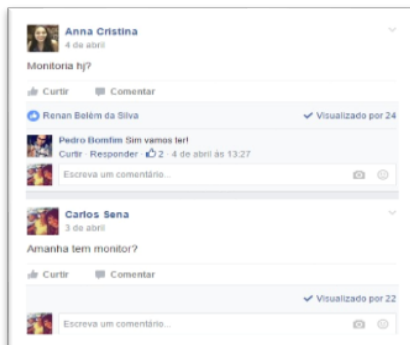 Anna Cristina
4 de abril
Monitoria hj?
Curtir Comentar
Renan Belém da Silva Visualizado por 24
Pedro Bomfim Sim vamos ter!
Curtir · Responder · 2 · 4 de abril às 13:27
Escreva um comentário...
Carlos Sena
3 de abril
Amanha tem monitor?
Curtir Comentar
Visualizado por 22
Escreva um comentário...